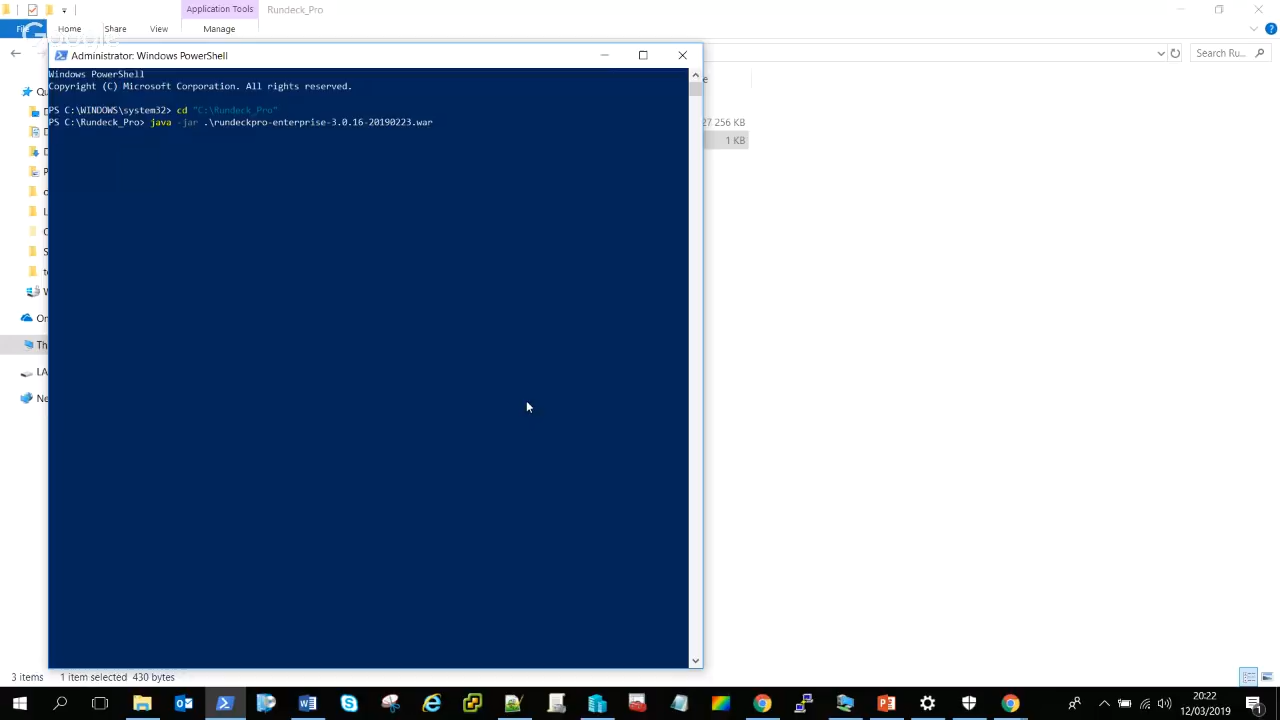 Application Tools
Rundeck_Pro
File
Home
Share
View
Manage
Search Ru...
Administrator: Windows PowerShell
Windows PowerShell
Copyright (C) Microsoft Corporation. All rights reserved.
PS C:\WINDOWS\system32> cd "C:\Rundeck_Pro"
PS C:\Rundeck_Pro> java -jar .\rundeckpro-enterprise-3.0.16-20190223.war
27 256 KB
1 KB
3 items
1 item selected 430 bytes
20:22
12/03/2019